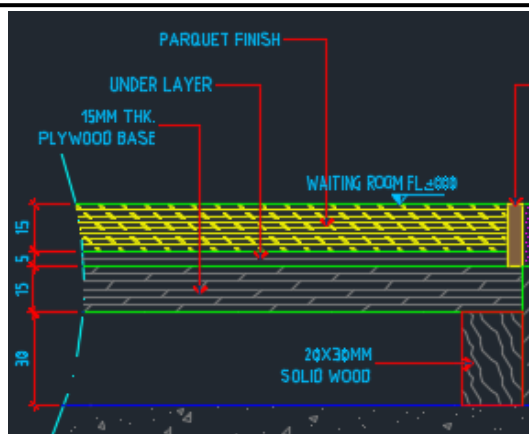 PARQUET FINISH
UNDER LAYER
15MM THK.
PLYWOOD BASE
WAITING ROOM FL.±000
15
5
15
30
20X30MM
SOLID WOOD